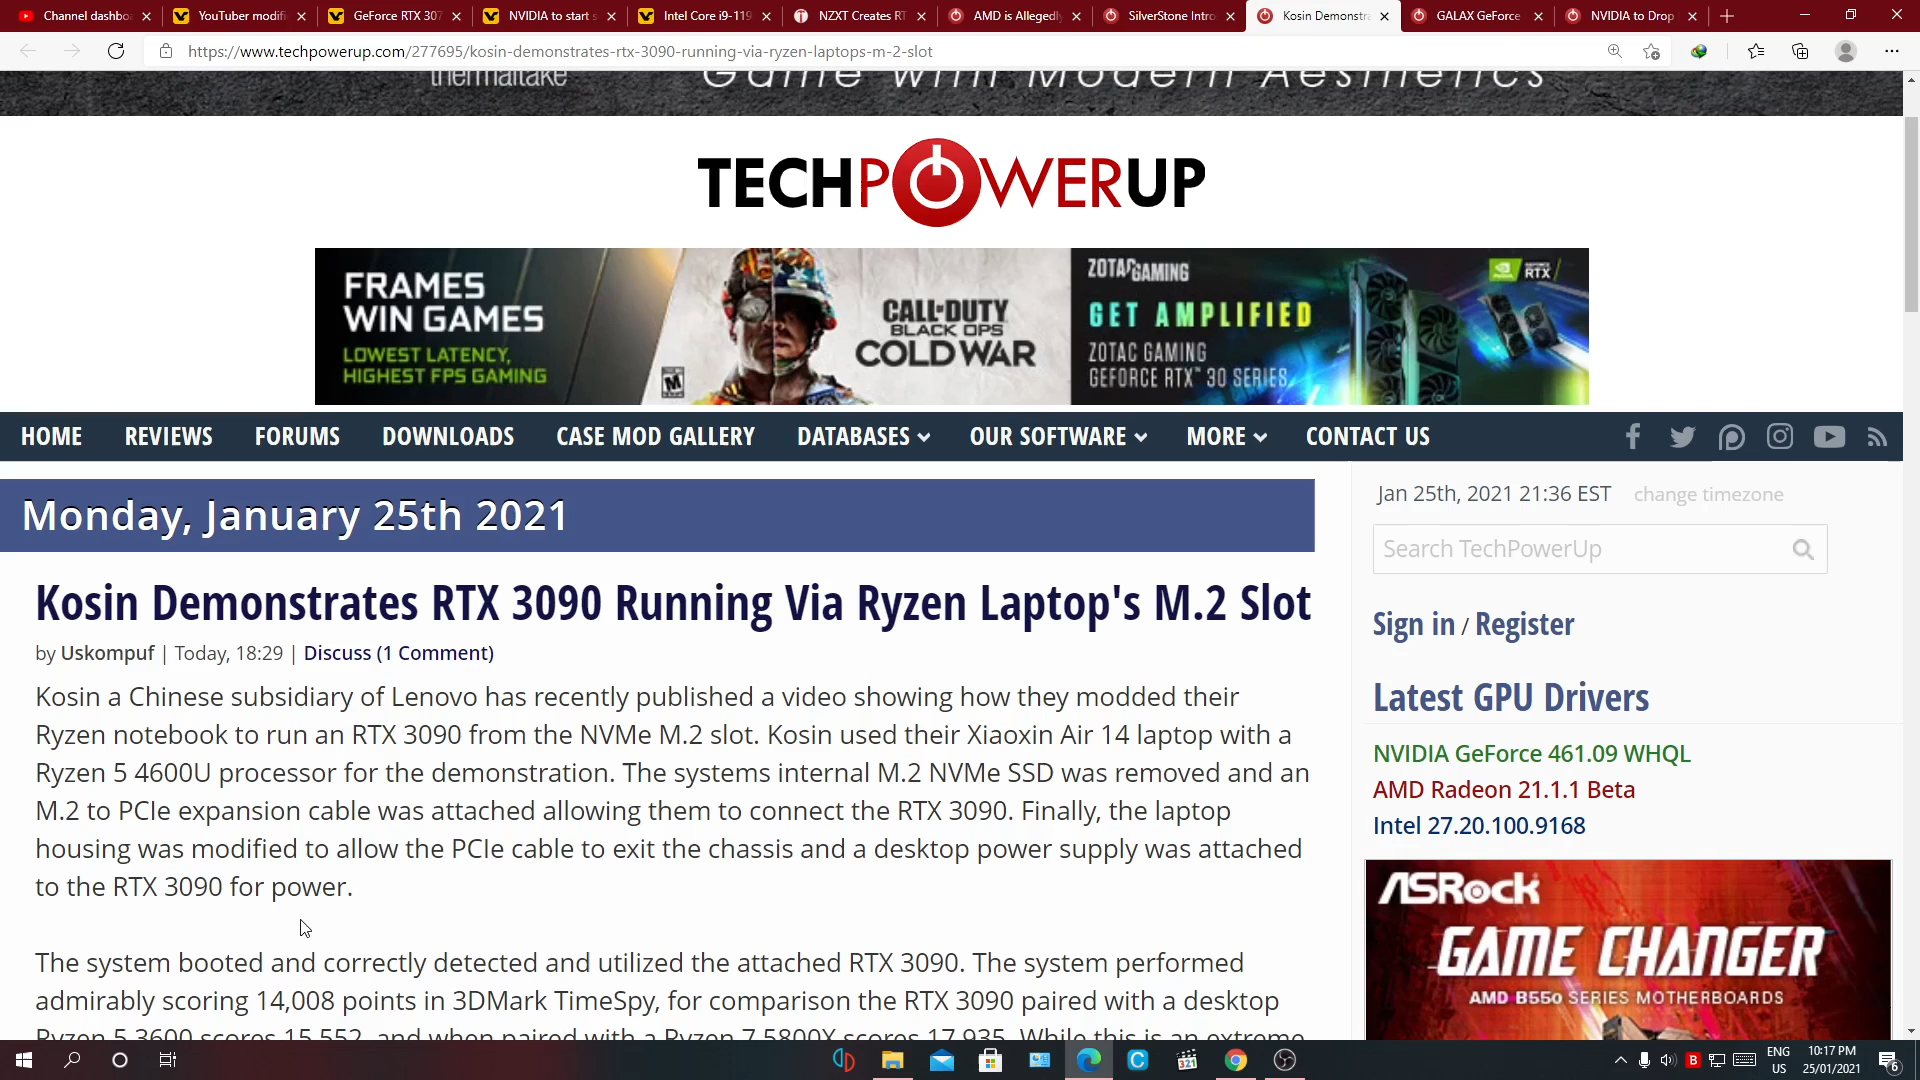 Channel dashbo
YouTuber modifi
GeForce RTX 307
NVIDIA to start s
Intel Core i9-119
NZXT Creates RT
AMD is Allegedly
SilverStone Intro
Kosin Demonstra
GALAX GeForce
NVIDIA to Drop
https://www.techpowerup.com/277695/kosin-demonstrates-rtx-3090-running-via-ryzen-laptops-m-2-slot
thermaltake
Game with Modern Aesthetics
TECHPOWERUP
FRAMES
WIN GAMES
LOWEST LATENCY,
HIGHEST FPS GAMING
M
CALL OF DUTY
BLACK OPS
COLD WAR
ZOTAC GAMING
GET AMPLIFIED
ZOTAC GAMING
GEFORCE RTX™ 30 SERIES
NVIDIA RTX
HOME REVIEWS FORUMS DOWNLOADS CASE MOD GALLERY DATABASES OUR SOFTWARE MORE CONTACT US
Monday, January 25th 2021
Jan 25th, 2021 21:36 EST change timezone
Search TechPowerUp
Sign in / Register
Latest GPU Drivers
NVIDIA GeForce 461.09 WHQL
AMD Radeon 21.1.1 Beta
Intel 27.20.100.9168
Kosin Demonstrates RTX 3090 Running Via Ryzen Laptop's M.2 Slot
by Uskompuf | Today, 18:29 | Discuss (1 Comment)
Kosin a Chinese subsidiary of Lenovo has recently published a video showing how they modded their
Ryzen notebook to run an RTX 3090 from the NVMe M.2 slot. Kosin used their Xiaoxin Air 14 laptop with a
Ryzen 5 4600U processor for the demonstration. The systems internal M.2 NVMe SSD was removed and an
M.2 to PCIe expansion cable was attached allowing them to connect the RTX 3090. Finally, the laptop
housing was modified to allow the PCIe cable to exit the chassis and a desktop power supply was attached
to the RTX 3090 for power.
The system booted and correctly detected and utilized the attached RTX 3090. The system performed
admirably scoring 14,008 points in 3DMark TimeSpy, for comparison the RTX 3090 paired with a desktop
Ryzen 5 3600 scores 15,552, and when paired with a Ryzen 7 5800X scores 17,935. While this is an extreme
ASRock
GAME CHANGER
AMD B550 SERIES MOTHERBOARDS
321
B
ENG
US
10:17 PM
25/01/2021
6